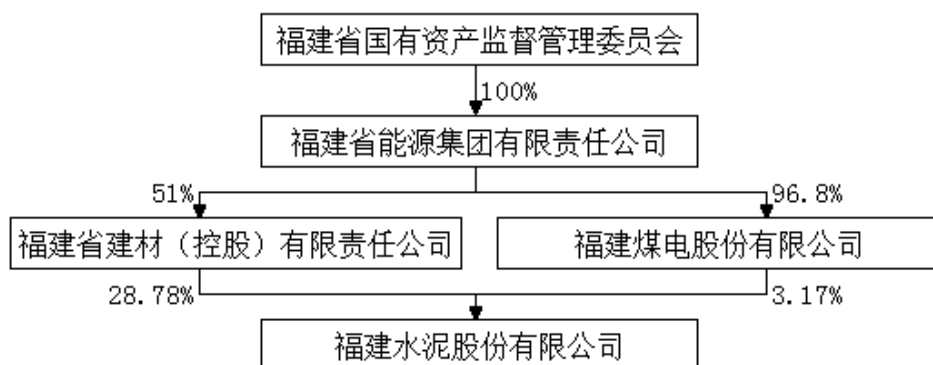 福建省国有资产监督管理委员会
100%
福建省能源集团有限责任公司
51%
96.8%
福建省建材（控股）有限责任公司
福建煤电股份有限公司
28.78%
3.17%
福建水泥股份有限公司